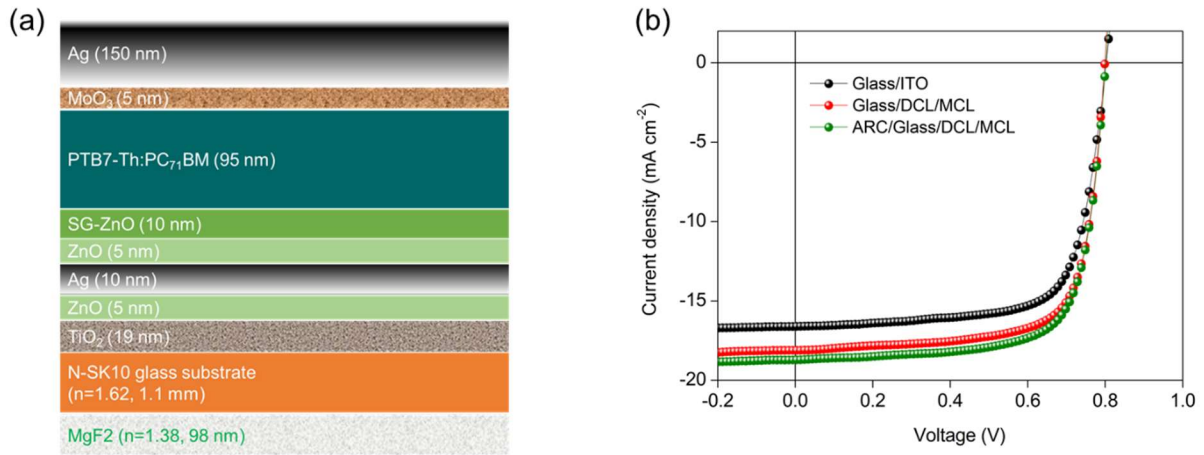 (a)
Ag (150 nm)
MoO₃ (5 nm)
PTB7-Th:PC₇₁BM (95 nm)
SG-ZnO (10 nm)
ZnO (5 nm)
Ag (10 nm)
ZnO (5 nm)
TiO₂ (19 nm)
N-SK10 glass substrate
(n=1.62, 1.1 mm)
MgF2 (n=1.38, 98 nm)
(b)
Current density (mA cm⁻²)
0
-5
-10
-15
-20
Glass/ITO
Glass/DCL/MCL
ARC/Glass/DCL/MCL
-0.2
0.0
0.2
0.4
0.6
0.8
1.0
Voltage (V)